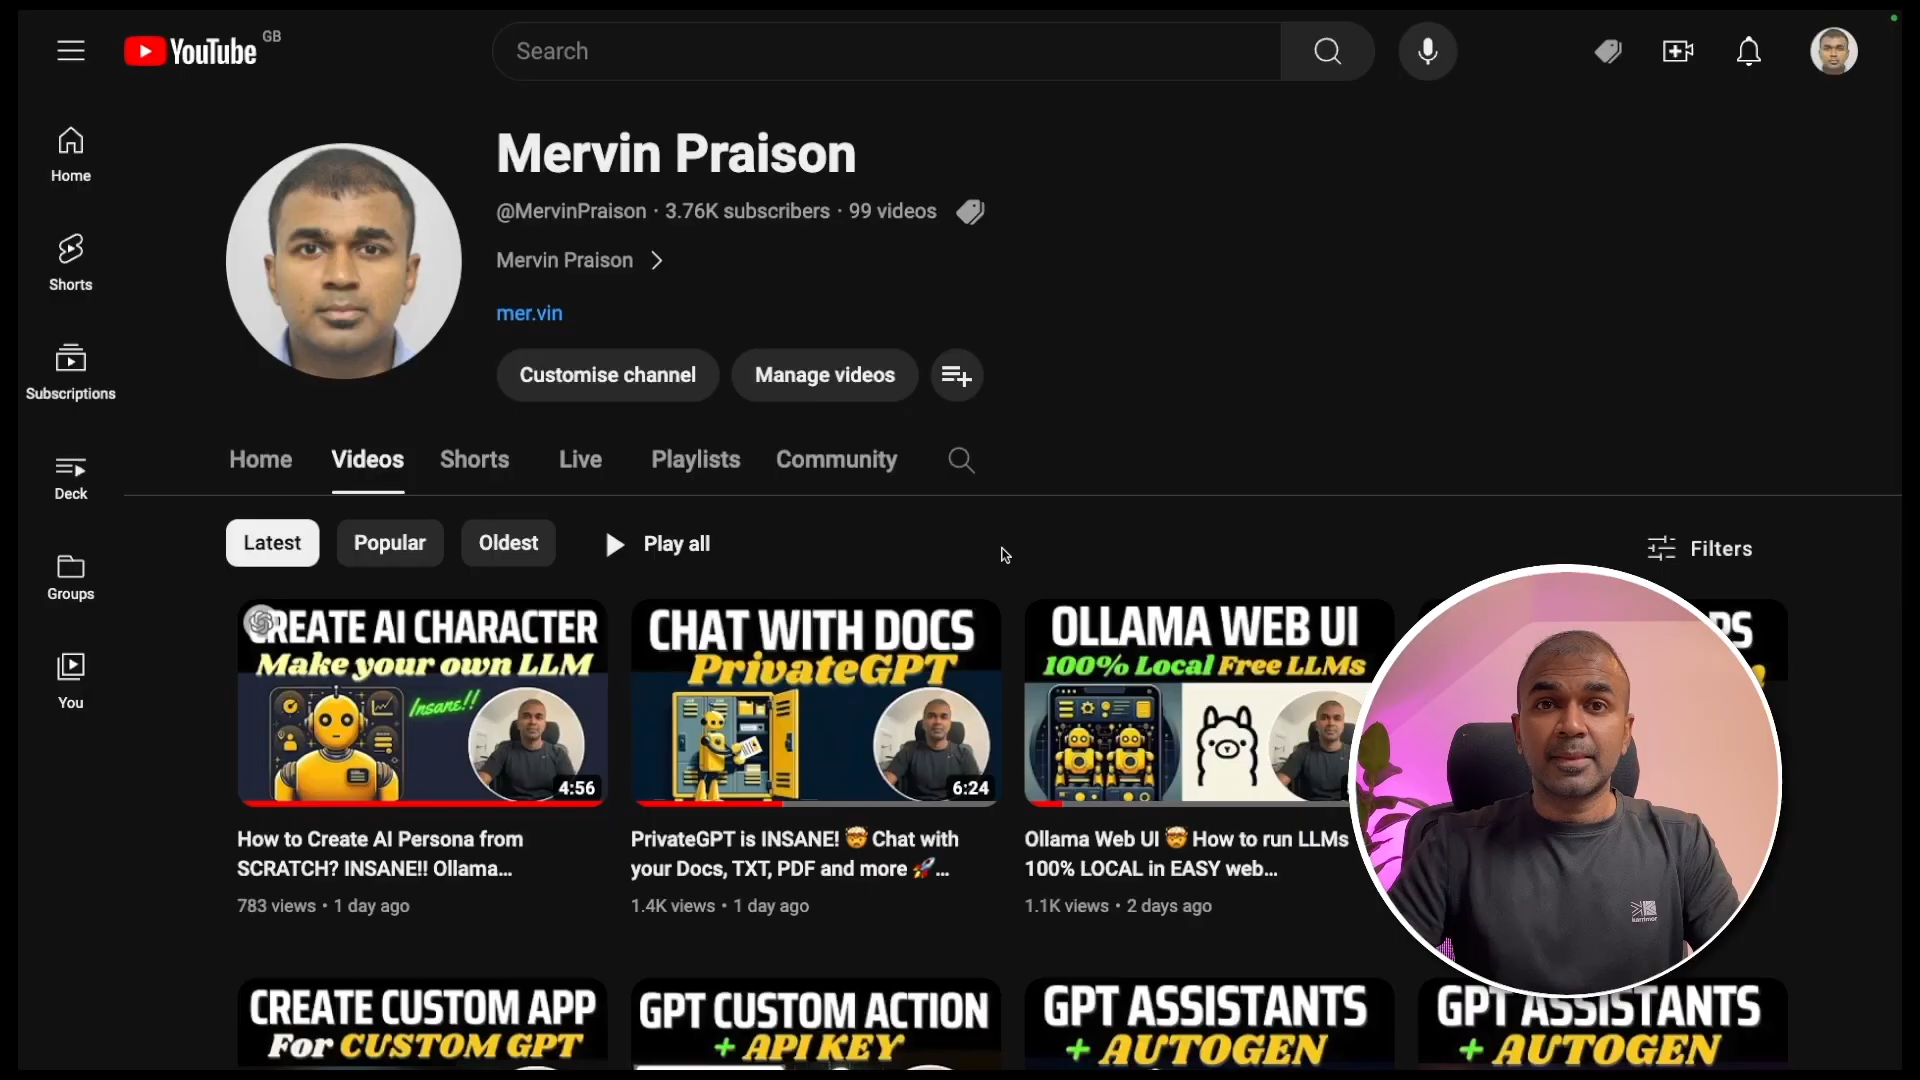 YouTube GB
Search
Home
Shorts
Subscriptions
Deck
Groups
You
Mervin Praison
@MervinPraison · 3.76K subscribers · 99 videos
Mervin Praison
mer.vin
Customise channel
Manage videos
Home
Videos
Shorts
Live
Playlists
Community
Latest
Popular
Oldest
Play all
Filters
CREATE AI CHARACTER
Make your own LLM
Insane!!
4:56
How to Create AI Persona from
SCRATCH? INSANE!! Ollama...
783 views • 1 day ago
CHAT WITH DOCS
PrivateGPT
6:24
PrivateGPT is INSANE! 🤯 Chat with
your Docs, TXT, PDF and more 🚀...
1.4K views • 1 day ago
OLLAMA WEB UI
100% Local Free LLMs
Ollama Web UI 🤯 How to run LLMs
100% LOCAL in EASY web...
1.1K views • 2 days ago
PS
karrimor
CREATE CUSTOM APP
For CUSTOM GPT
GPT CUSTOM ACTION
+ API KEY
GPT ASSISTANTS
+ AUTOGEN
GPT ASSISTANTS
+ AUTOGEN